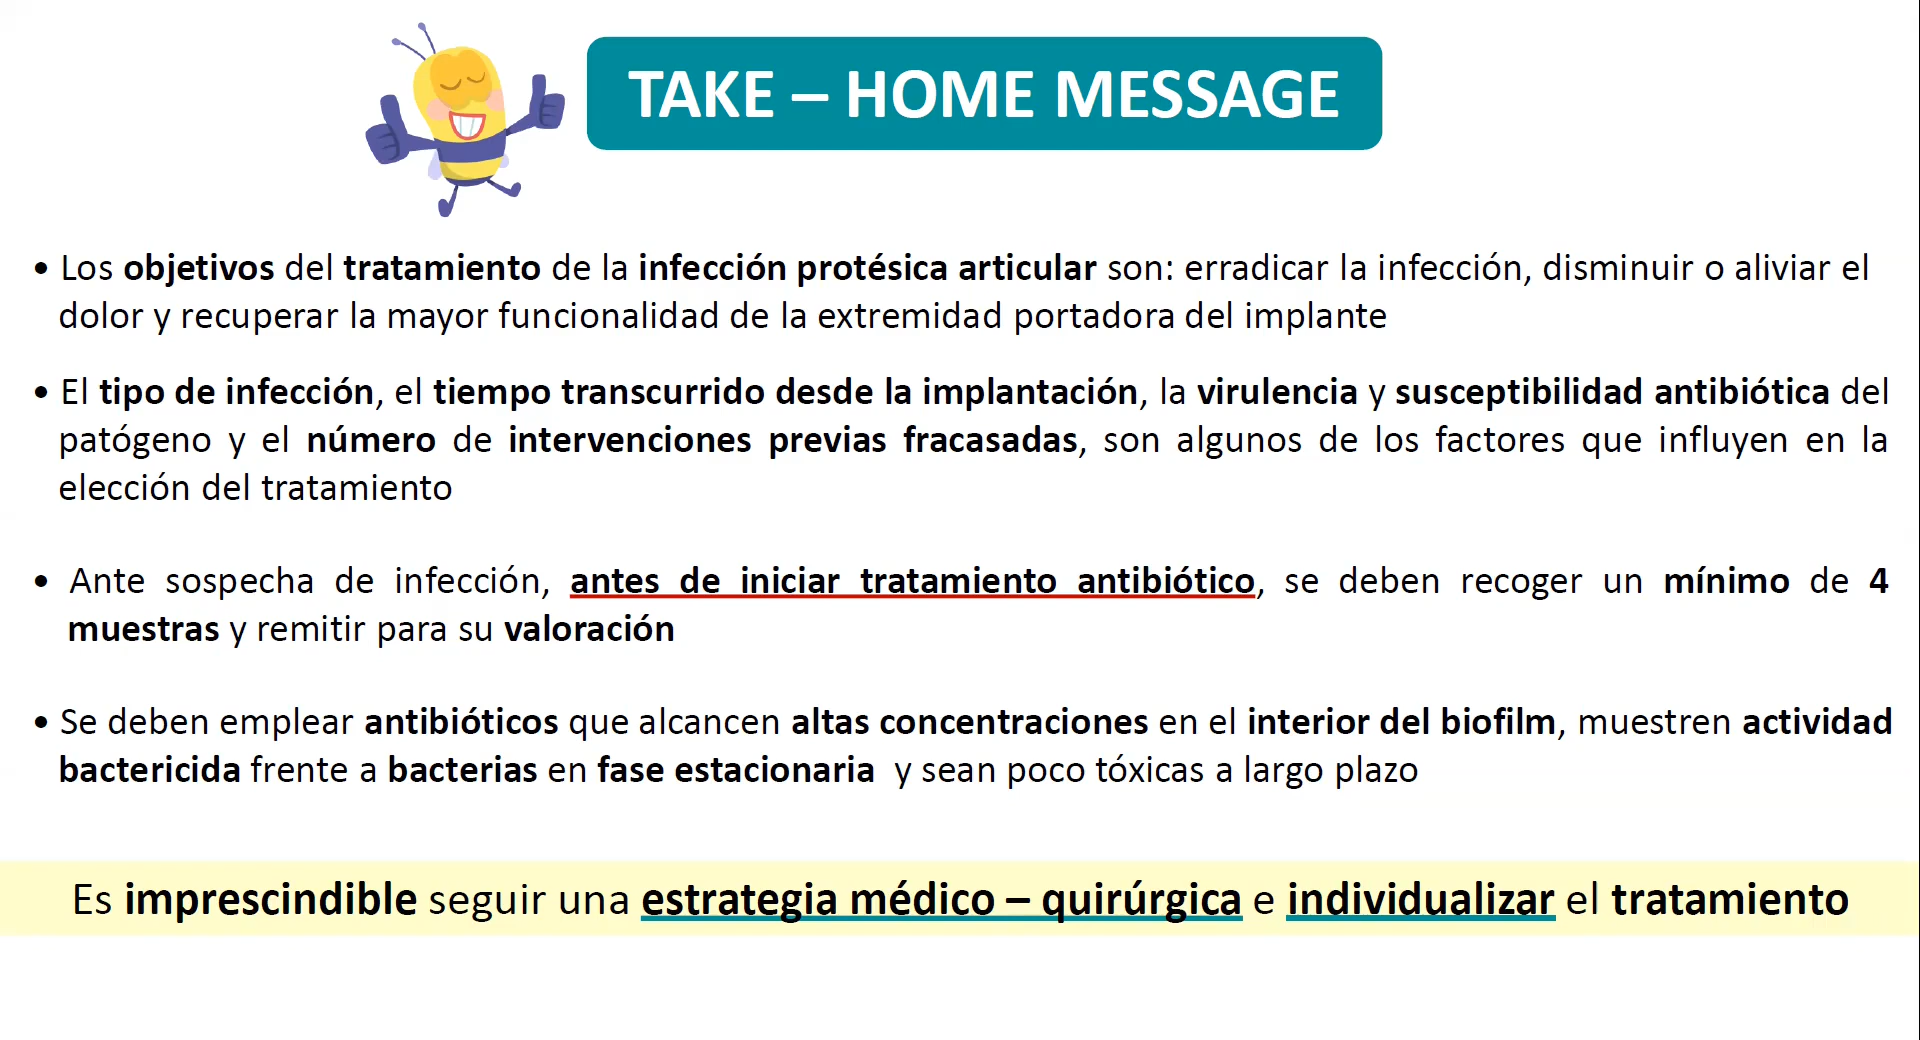 TAKE – HOME MESSAGE
• Los objetivos del tratamiento de la infección protésica articular son: erradicar la infección, disminuir o aliviar el
dolor y recuperar la mayor funcionalidad de la extremidad portadora del implante
• El tipo de infección, el tiempo transcurrido desde la implantación, la virulencia y susceptibilidad antibiótica del
patógeno y el número de intervenciones previas fracasadas, son algunos de los factores que influyen en la
elección del tratamiento
• Ante sospecha de infección, antes de iniciar tratamiento antibiótico, se deben recoger un mínimo de 4
muestras y remitir para su valoración
• Se deben emplear antibióticos que alcancen altas concentraciones en el interior del biofilm, muestren actividad
bactericida frente a bacterias en fase estacionaria y sean poco tóxicas a largo plazo
Es imprescindible seguir una estrategia médico – quirúrgica e individualizar el tratamiento